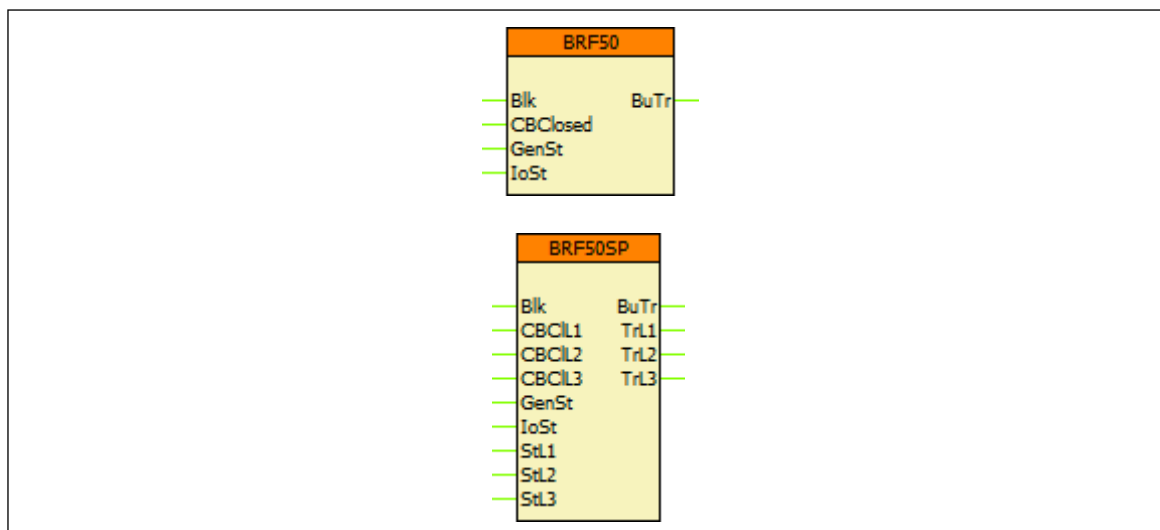 BRF50
Blk BuTr
CBClosed
GenSt
IoSt
BRF50SP
Blk BuTr
CBClL1 TrL1
CBClL2 TrL2
CBClL3 TrL3
GenSt
IoSt
StL1
StL2
StL3